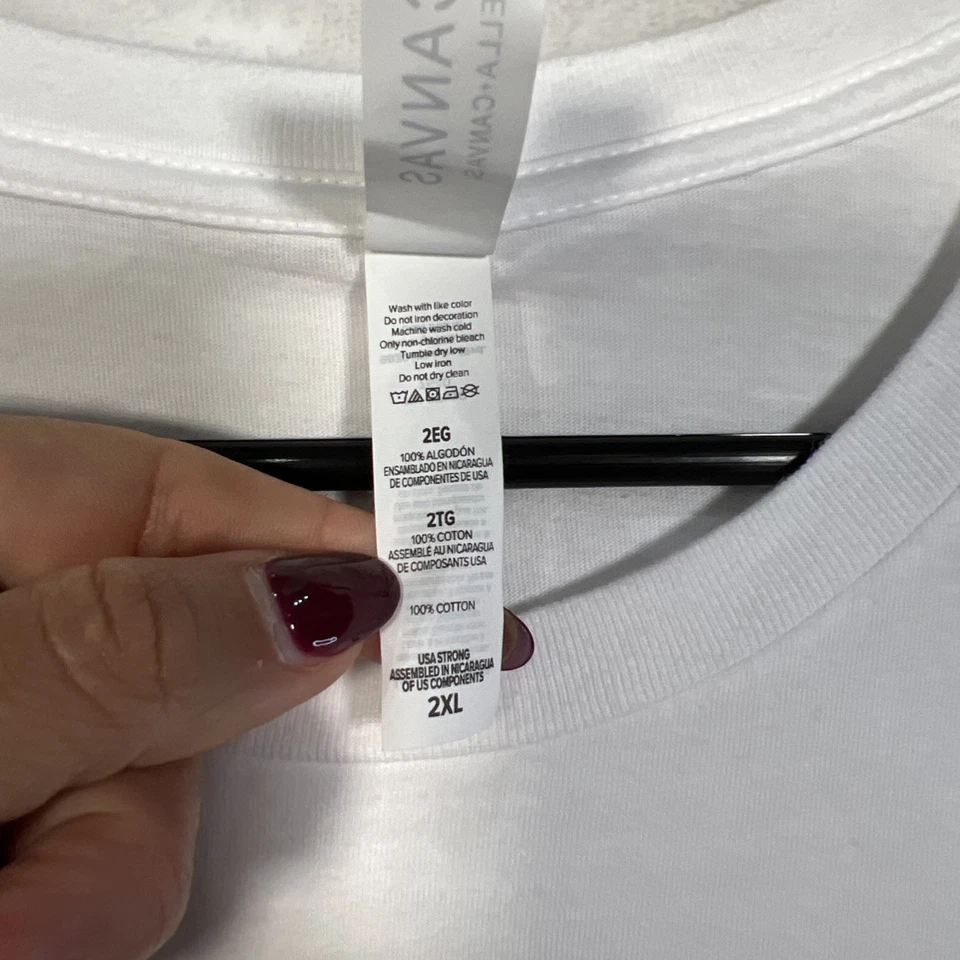 CANVAS
ELLA+CANVAS
Wash with like color
Do not iron decoration
Machine wash cold
Only non-chlorine bleach
Tumble dry low
Low iron
Do not dry clean
2EG
100% ALGODÓN
ENSAMBLADO EN NICARAGUA
DE COMPONENTES DE USA
2TG
100% COTON
ASSEMBLÉ AU NICARAGUA
DE COMPOSANTS USA
100% COTTON
USA STRONG
ASSEMBLED IN NICARAGUA
OF US COMPONENTS
2XL